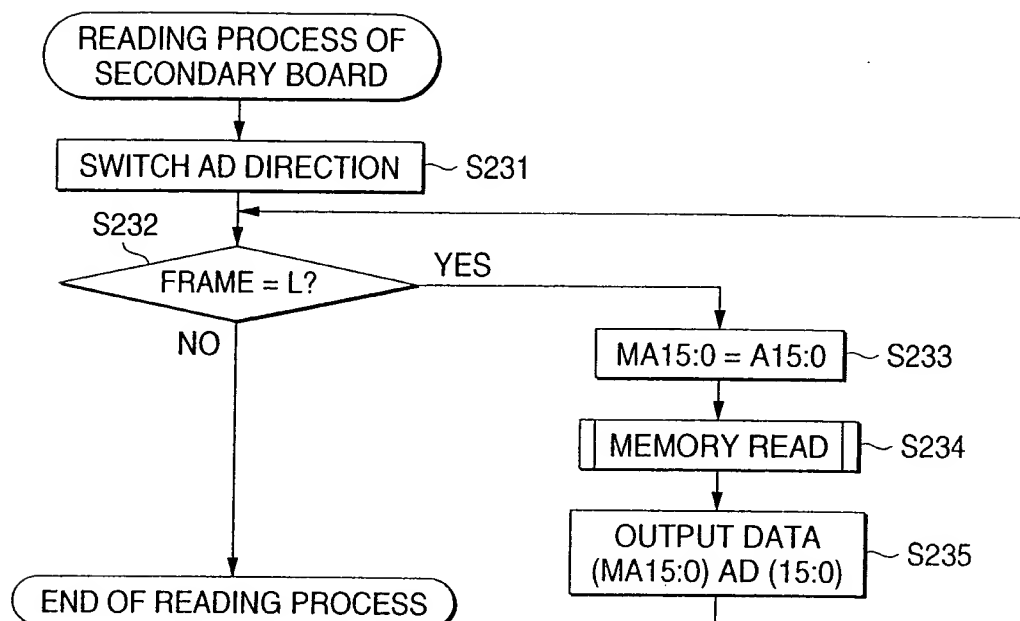 READING PROCESS OF
SECONDARY BOARD
SWITCH AD DIRECTION
S231
S232
FRAME = L?
YES
NO
MA15:0 = A15:0
S233
MEMORY READ
S234
OUTPUT DATA
(MA15:0) AD (15:0)
S235
END OF READING PROCESS